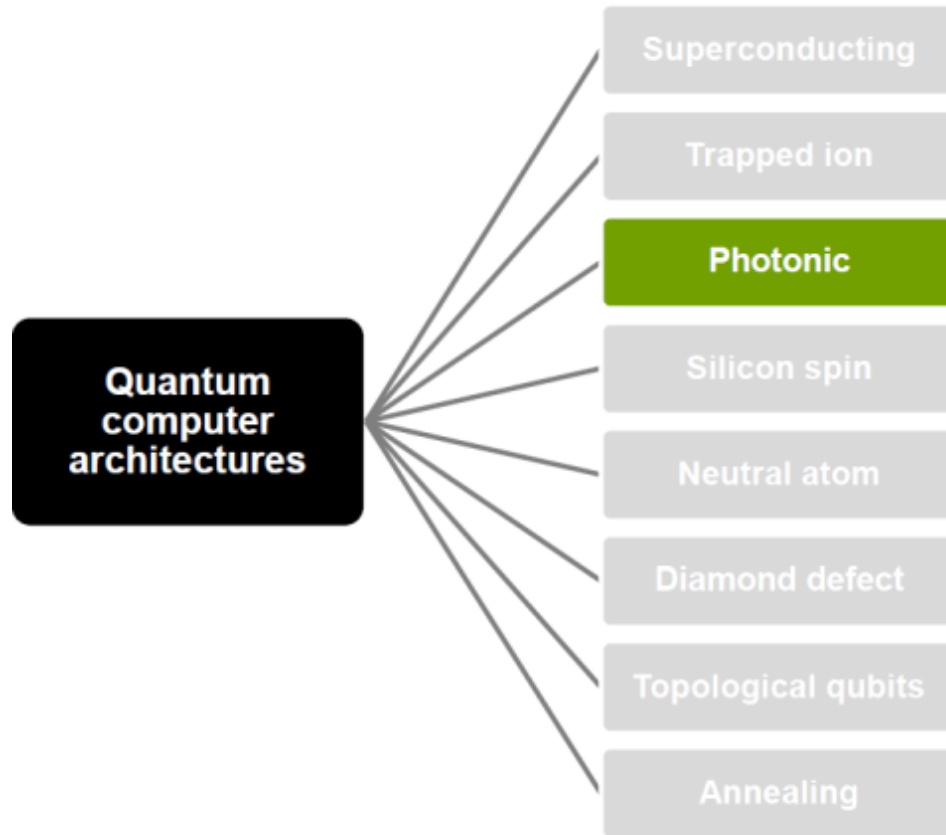 Superconducting
Trapped ion
Photonic
Quantum
computer
architectures
Silicon spin
Neutral atom
Diamond defect
Topological qubits
Annealing